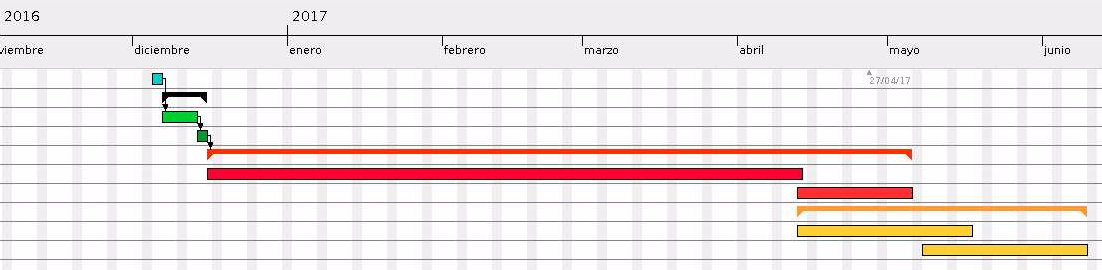 2016
2017
viembre
diciembre
enero
febrero
marzo
abril
mayo
junio
27/04/17